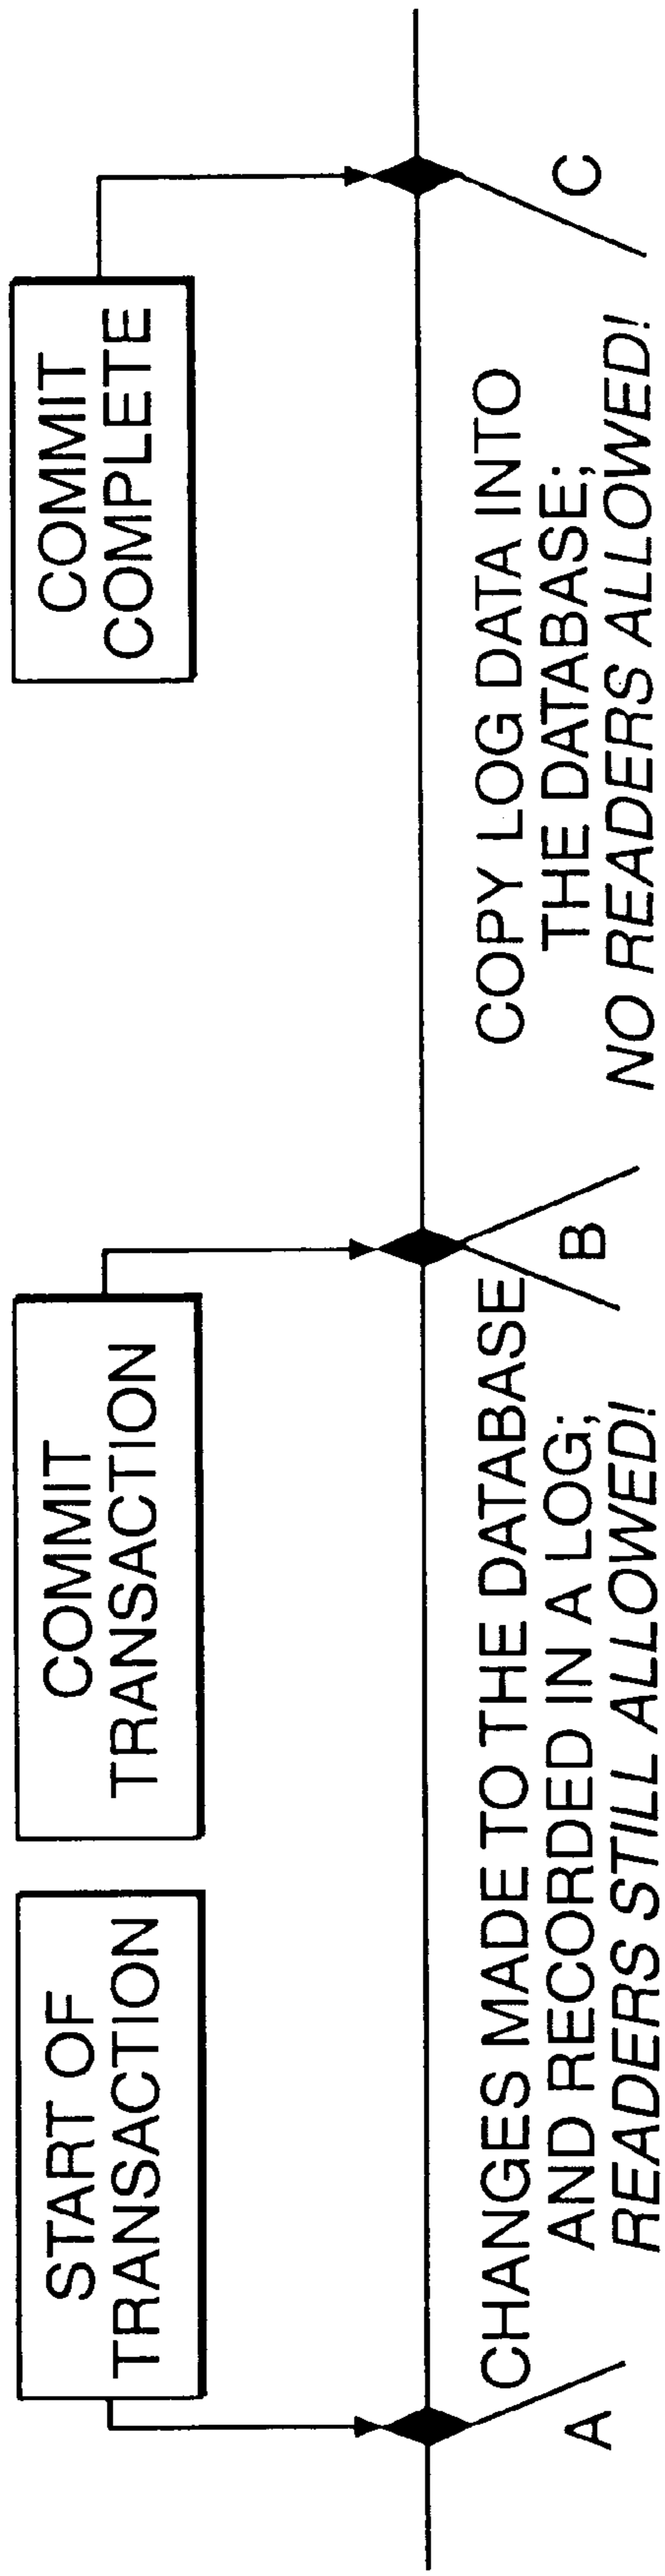 START OF
TRANSACTION
COMMIT
TRANSACTION
COMMIT
COMPLETE
A
CHANGES MADE TO THE DATABASE
AND RECORDED IN A LOG;
READERS STILL ALLOWED!
B
COPY LOG DATA INTO
THE DATABASE;
NO READERS ALLOWED!
C